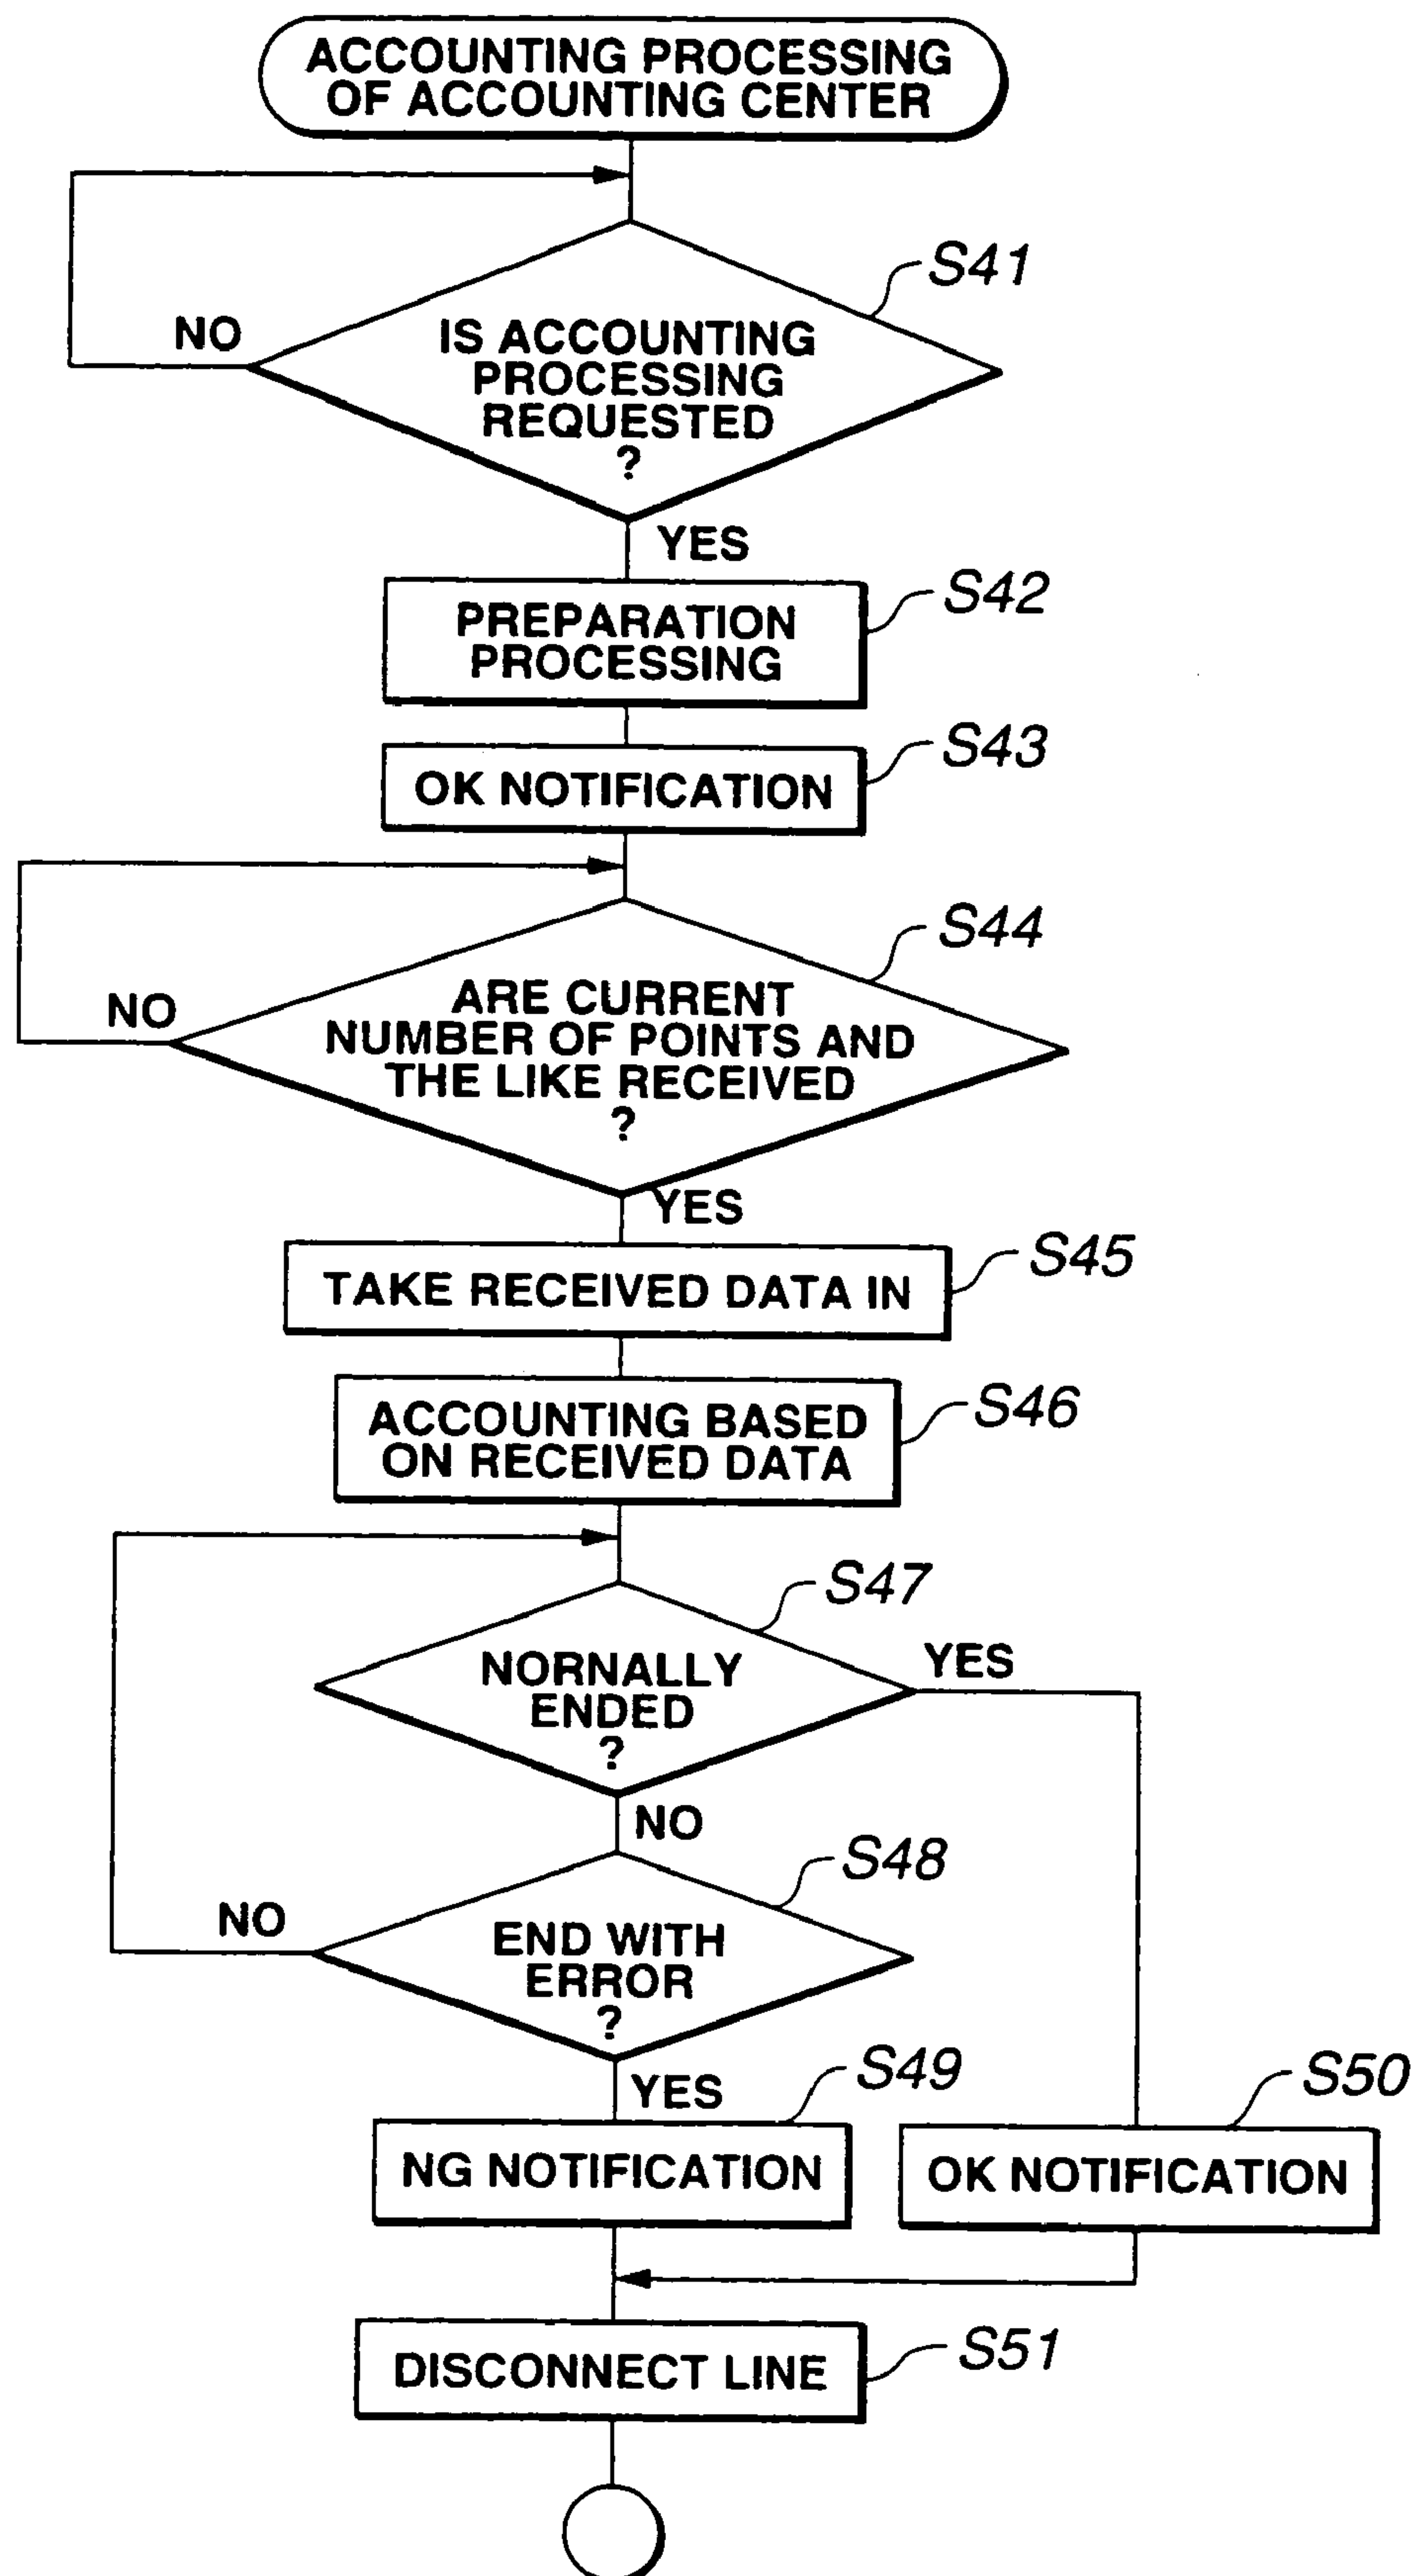 ACCOUNTING PROCESSING
OF ACCOUNTING CENTER
S41
NO
IS ACCOUNTING
PROCESSING
REQUESTED
?
YES
S42
PREPARATION
PROCESSING
S43
OK NOTIFICATION
S44
NO
ARE CURRENT
NUMBER OF POINTS AND
THE LIKE RECEIVED
?
YES
S45
TAKE RECEIVED DATA IN
S46
ACCOUNTING BASED
ON RECEIVED DATA
S47
NORNALLY
ENDED
?
YES
NO
S48
NO
END WITH
ERROR
?
YES
S49
NG NOTIFICATION
S50
OK NOTIFICATION
S51
DISCONNECT LINE